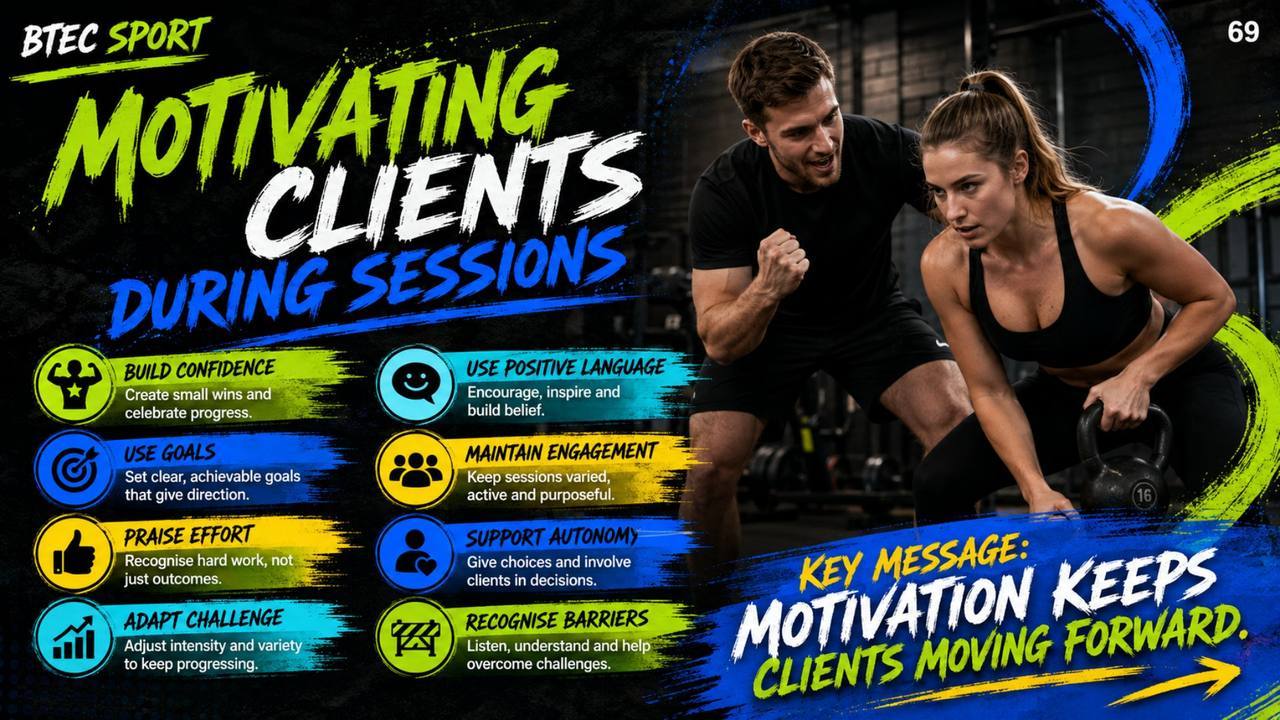 BTEC SPORT
69
MOTIVATING
CLIENTS
DURING SESSIONS
BUILD CONFIDENCE
Create small wins and
celebrate progress.
USE GOALS
Set clear, achievable goals
that give direction.
PRAISE EFFORT
Recognise hard work, not
just outcomes.
ADAPT CHALLENGE
Adjust intensity and variety
to keep progressing.
USE POSITIVE LANGUAGE
Encourage, inspire and
build belief.
MAINTAIN ENGAGEMENT
Keep sessions varied,
active and purposeful.
SUPPORT AUTONOMY
Give choices and involve
clients in decisions.
RECOGNISE BARRIERS
Listen, understand and help
overcome challenges.
16
KEY MESSAGE:
MOTIVATION KEEPS
CLIENTS MOVING FORWARD.